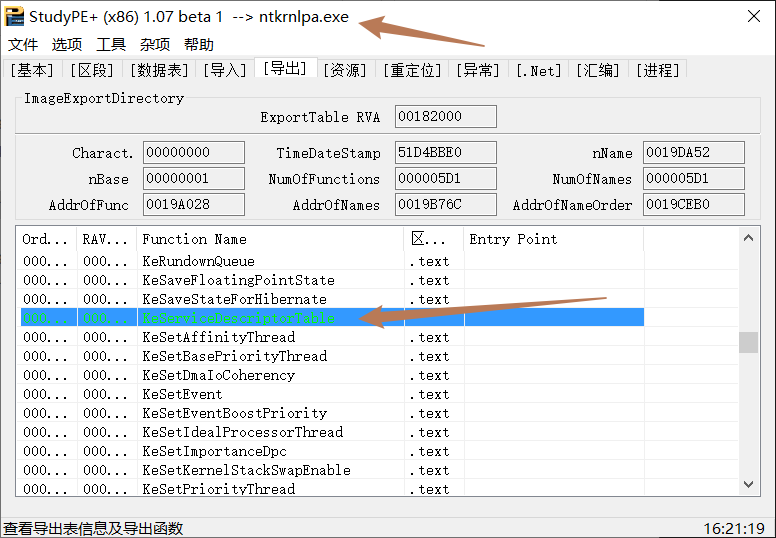 StudyPE+ (x86) 1.07 beta 1 --> ntkrnlpa.exe
文件 选项 工具 杂项 帮助
[基本] [区段] [数据表] [导入] [导出] [资源] [重定位] [异常] [.Net] [汇编] [进程]
ImageExportDirectory
ExportTable RVA 00182000
Charact. 00000000 TimeDateStamp 51D4BBE0 nName 0019DA52
nBase 00000001 NumOfFunctions 000005D1 NumOfNames 000005D1
AddrOfFunc 0019A028 AddrOfNames 0019B76C AddrOfNameOrder 0019CEB0
Ord... RAV... Function Name 区... Entry Point
000... 000... KeRundownQueue .text
000... 000... KeSaveFloatingPointState .text
000... 000... KeSaveStateForHibernate .text
000... 000... KeServiceDescriptorTable
000... 000... KeSetAffinityThread .text
000... 000... KeSetBasePriorityThread .text
000... 000... KeSetDmaIoCoherency .text
000... 000... KeSetEvent .text
000... 000... KeSetEventBoostPriority .text
000... 000... KeSetIdealProcessorThread .text
000... 000... KeSetImportanceDpc .text
000... 000... KeSetKernelStackSwapEnable .text
000... 000... KeSetPriorityThread .text
查看导出表信息及导出函数 16:21:19